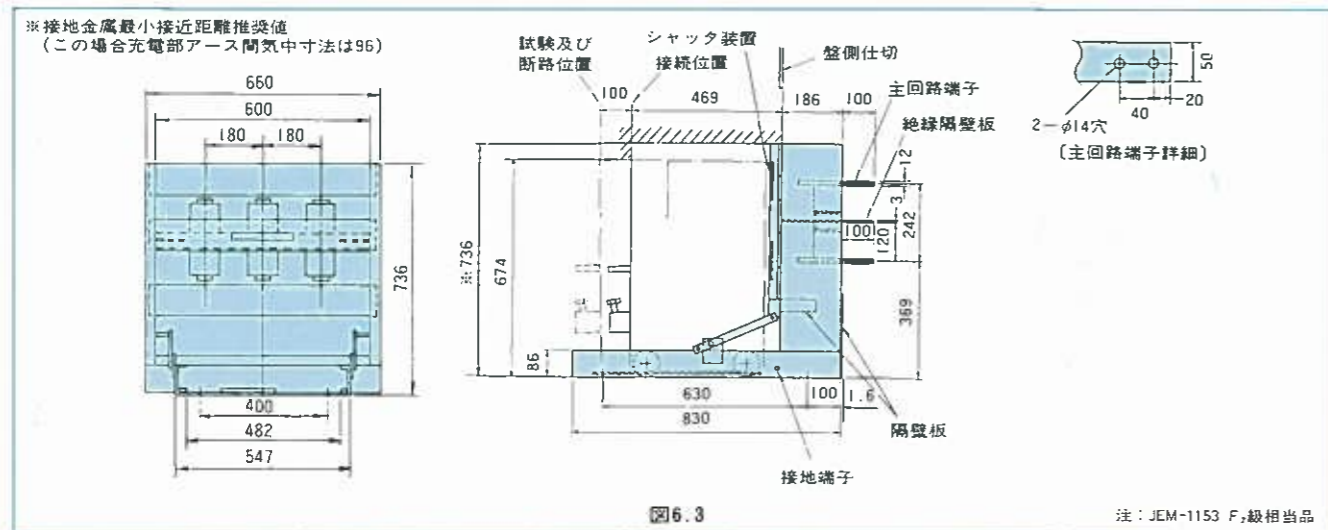 ※接地金属最小接近距離推奨値
(この場合充電部アース間気中寸法は96)
660
600
180
180
736
400
482
547
試験及び
断路位置
シャッタ装置
接続位置
盤側仕切
100
469
186
100
主回路端子
絶縁隔壁板
12
3
100
120
242
369
※736
674
86
630
100
1.6
830
隔壁板
接地端子
50
20
40
2-φ14穴
〔主回路端子詳細〕
図6.3
注:JEM-1153 F₂級相当品